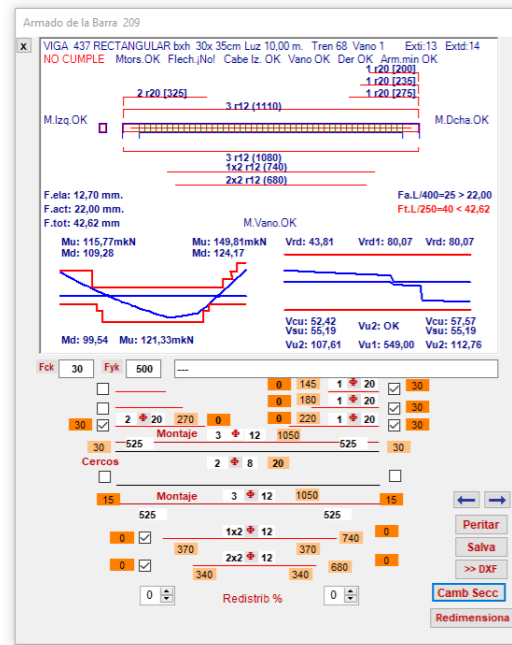 Armado de la Barra 209
x
VIGA 437 RECTANGULAR bxh 30x 35cm Luz 10,00 m. Tren 68 Vano 1 Exti:13 Extd:14
NO CUMPLE Mtors.OK Flech.¡No! Cabe Iz. OK Vano OK Der OK Arm.min OK
1 r20 [200]
1 r20 [235]
2 r20 [325] 1 r20 [275]
3 r12 (1110)
M.Izq.OK M.Dcha.OK
3 r12 (1080)
1x2 r12 (740)
2x2 r12 (680)
F.ela: 12,70 mm. Fa.L/400=25 > 22,00
F.act: 22,00 mm. Ft.L/250=40 < 42,62
F.tot: 42,62 mm M.Vano.OK
Mu: 115,77mkN Mu: 149,81mkN Vrd: 43,81 Vrd1: 80,07 Vrd: 80,07
Md: 109,28 Md: 124,17
Vcu: 52,42 Vu2: OK Vcu: 57,57
Vsu: 55,19 Vsu: 55,19
Md: 99,54 Mu: 121,33mkN Vu2: 107,61 Vu1: 549,00 Vu2: 112,76
Fck 30 Fyk 500 ---
0 145 1 Φ 20 30
0 180 1 Φ 20 30
30 2 Φ 20 270 0 0 220 1 Φ 20 30
Montaje 3 Φ 12 1050
30 525 525 30
Cercos 2 Φ 8 20
15 Montaje 3 Φ 12 1050 15
525 525
0 1x2 Φ 12 740 0
370 370
0 2x2 Φ 12 680 0
340 340
0 Redistrib % 0
Peritar
Salva
>> DXF
Camb Secc
Redimensiona